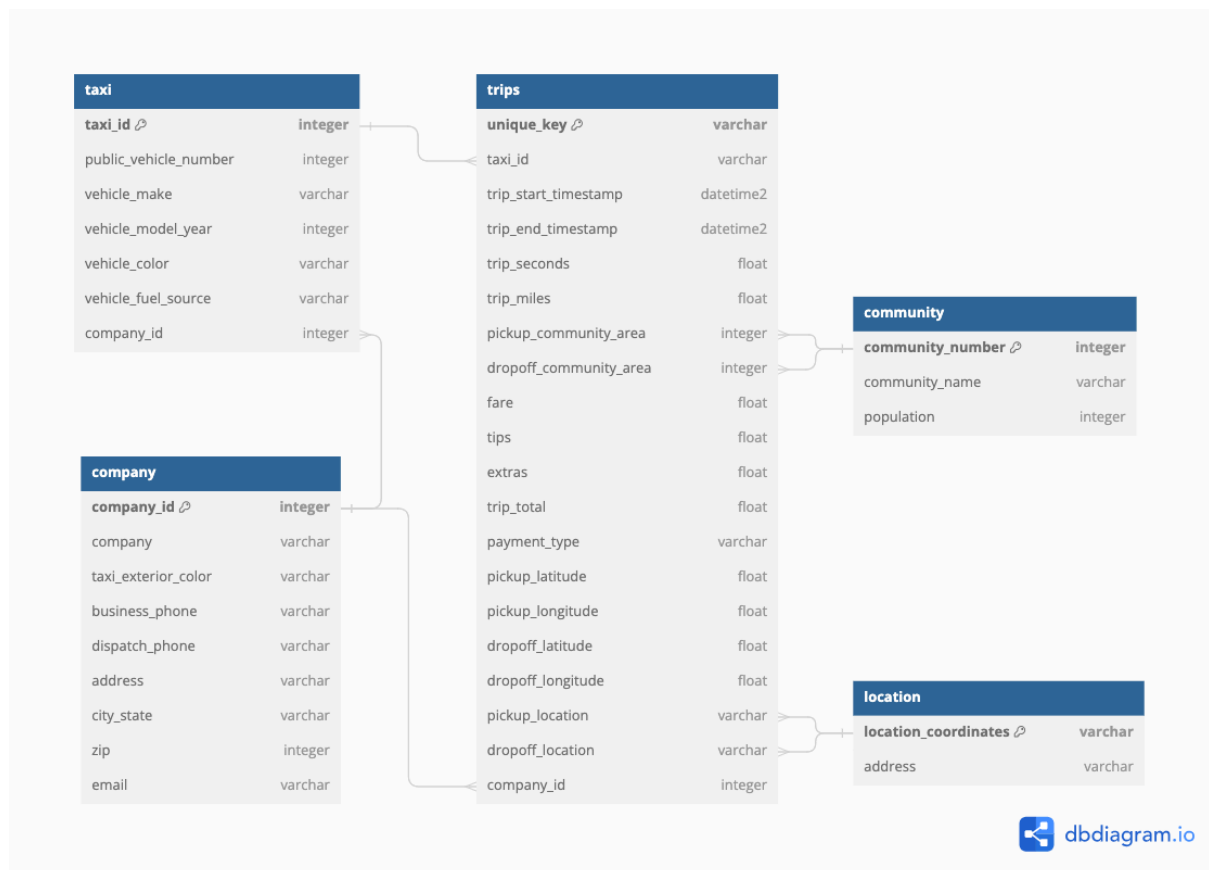 taxi
taxi_id integer
public_vehicle_number integer
vehicle_make varchar
vehicle_model_year integer
vehicle_color varchar
vehicle_fuel_source varchar
company_id integer
company
company_id integer
company varchar
taxi_exterior_color varchar
business_phone varchar
dispatch_phone varchar
address varchar
city_state varchar
zip integer
email varchar
trips
unique_key varchar
taxi_id varchar
trip_start_timestamp datetime2
trip_end_timestamp datetime2
trip_seconds float
trip_miles float
pickup_community_area integer
dropoff_community_area integer
fare float
tips float
extras float
trip_total float
payment_type varchar
pickup_latitude float
pickup_longitude float
dropoff_latitude float
dropoff_longitude float
pickup_location varchar
dropoff_location varchar
company_id integer
community
community_number integer
community_name varchar
population integer
location
location_coordinates varchar
address varchar
dbdiagram.io